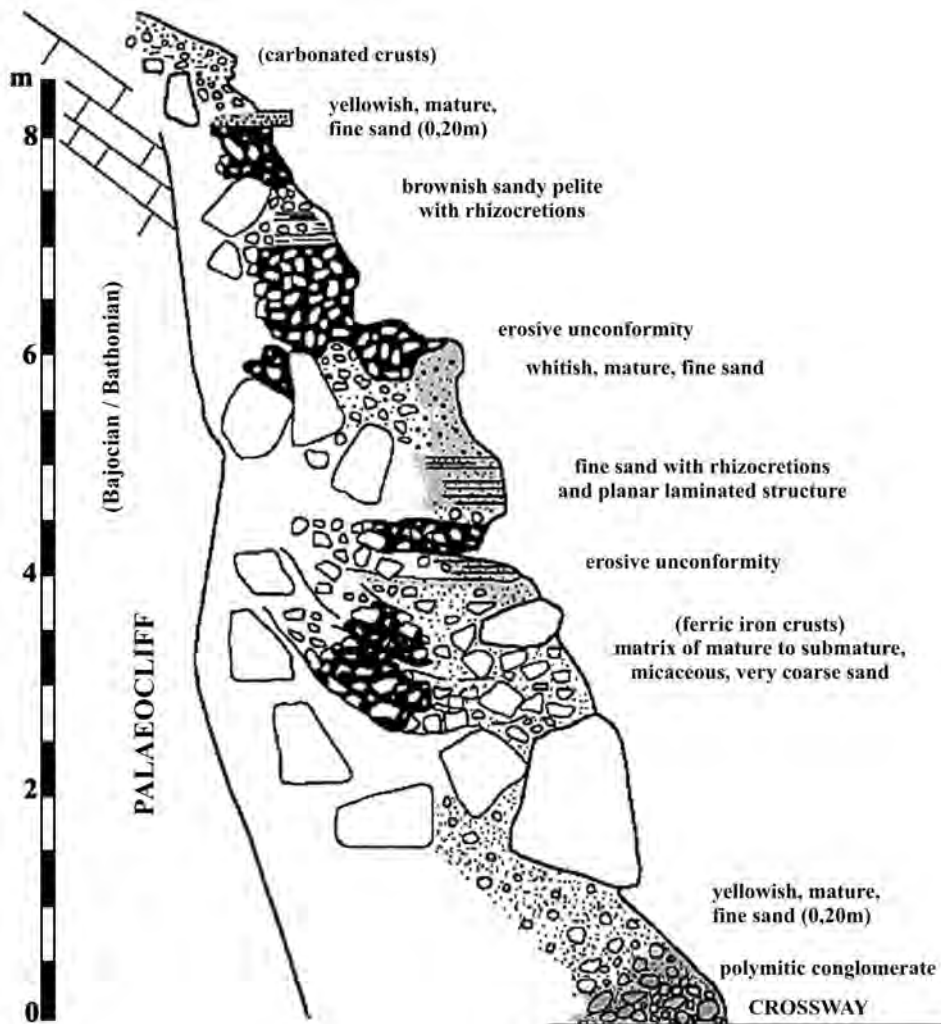 (carbonated crusts)
m
yellowish, mature,
fine sand (0,20m)
8
brownish sandy pelite
with rhizocretions
(Bajocian / Bathonian)
erosive unconformity
6
whitish, mature, fine sand
fine sand with rhizocretions
and planar laminated structure
erosive unconformity
4
(ferric iron crusts)
matrix of mature to submature,
micaceous, very coarse sand
PALAEOCLIFF
2
yellowish, mature,
fine sand (0,20m)
polymitic conglomerate
CROSSWAY
0